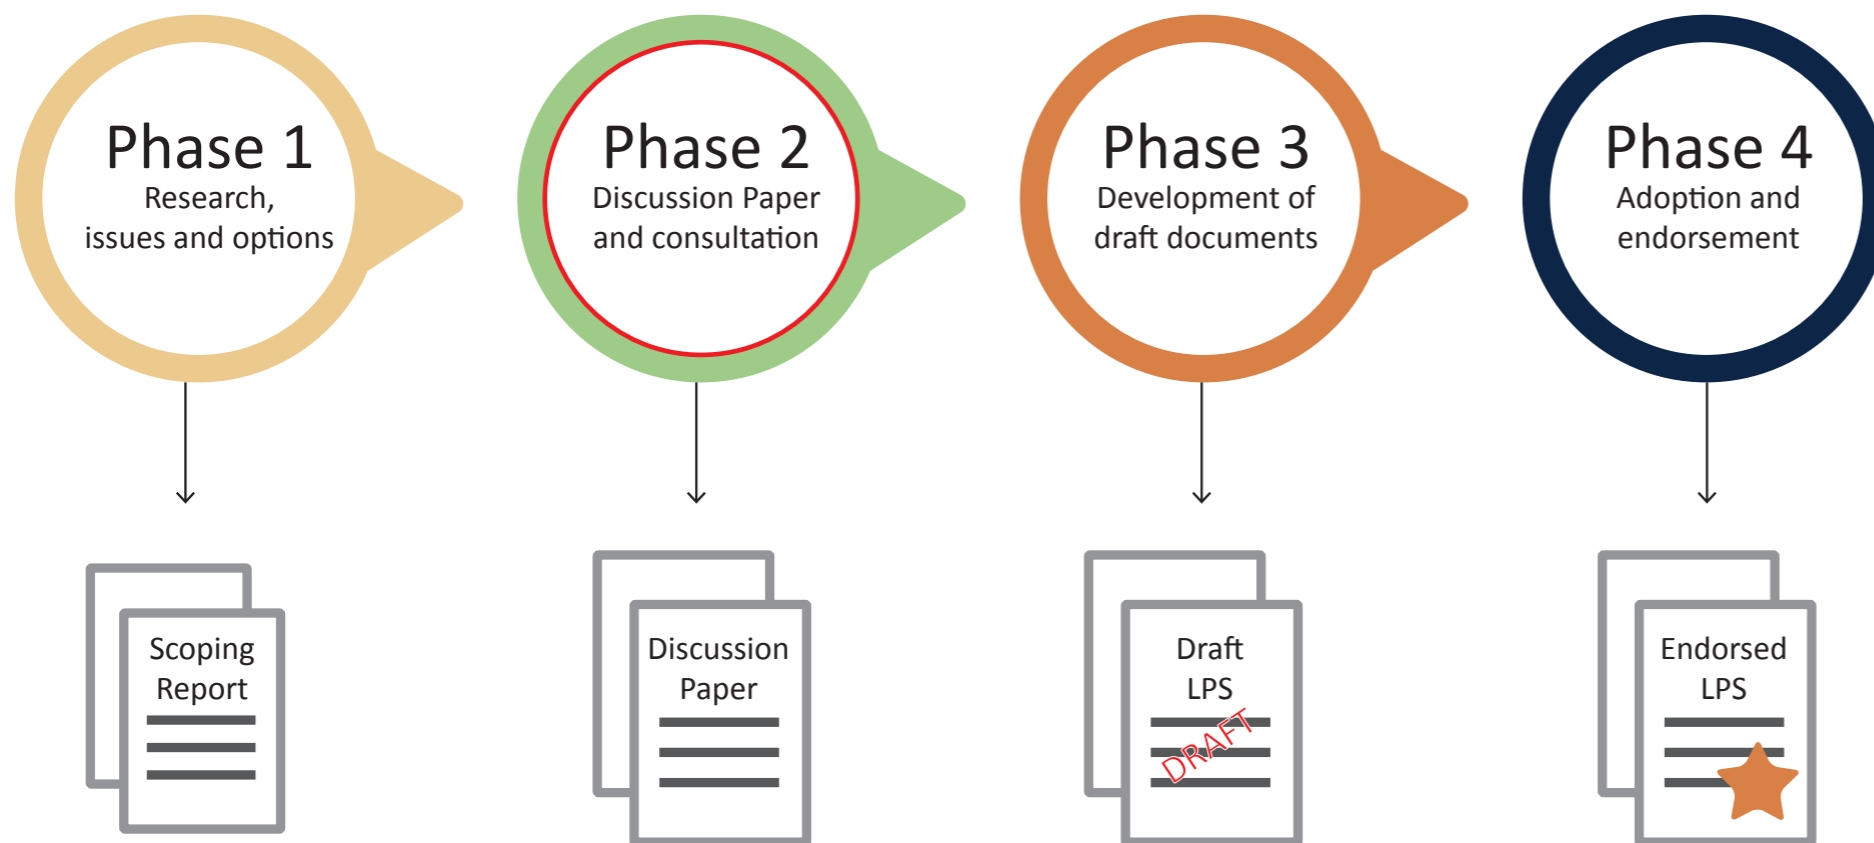 Phase 1
Research,
issues and options
Phase 2
Discussion Paper
and consultation
Phase 3
Development of
draft documents
Phase 4
Adoption and
endorsement
Scoping
Report
Discussion
Paper
Draft
LPS
DRAFT
Endorsed
LPS